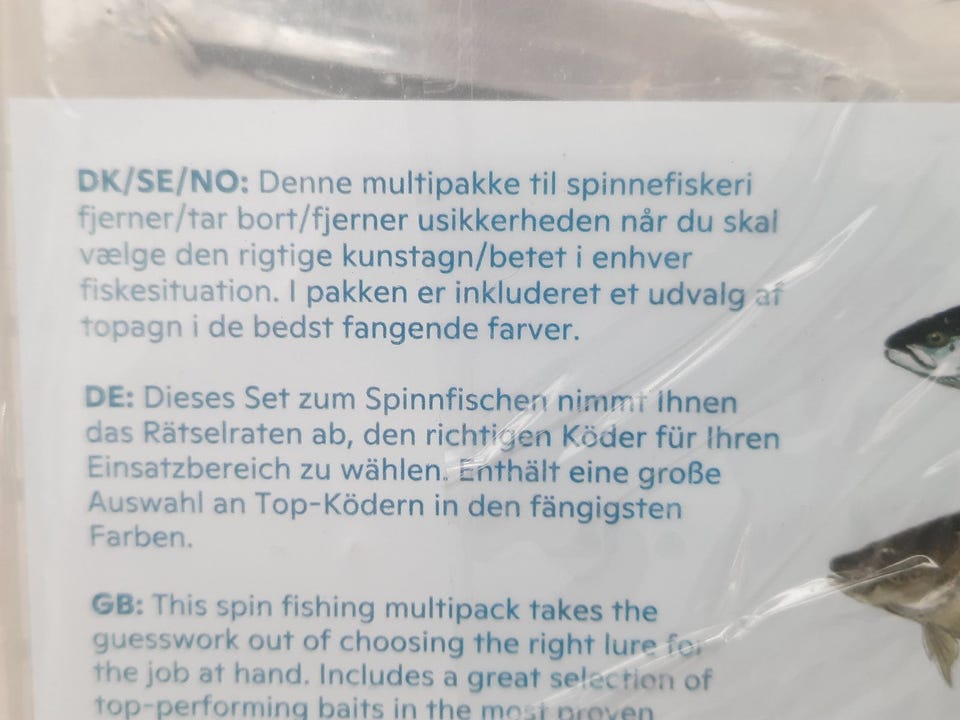 DK/SE/NO: Denne multipakke til spinnefiskeri
fjerner/tar bort/fjerner usikkerheden når du skal
vælge den rigtige kunstagn/betet i enhver
fiskesituation. I pakken er inkluderet et udvalg af
topagn i de bedst fangende farver.
DE: Dieses Set zum Spinnfischen nimmt Ihnen
das Rätselraten ab, den richtigen Köder für Ihren
Einsatzbereich zu wählen. Enthält eine große
Auswahl an Top-Ködern in den fängigsten
Farben.
GB: This spin fishing multipack takes the
guesswork out of choosing the right lure for
the job at hand. Includes a great selection of
top-performing baits in the most proven